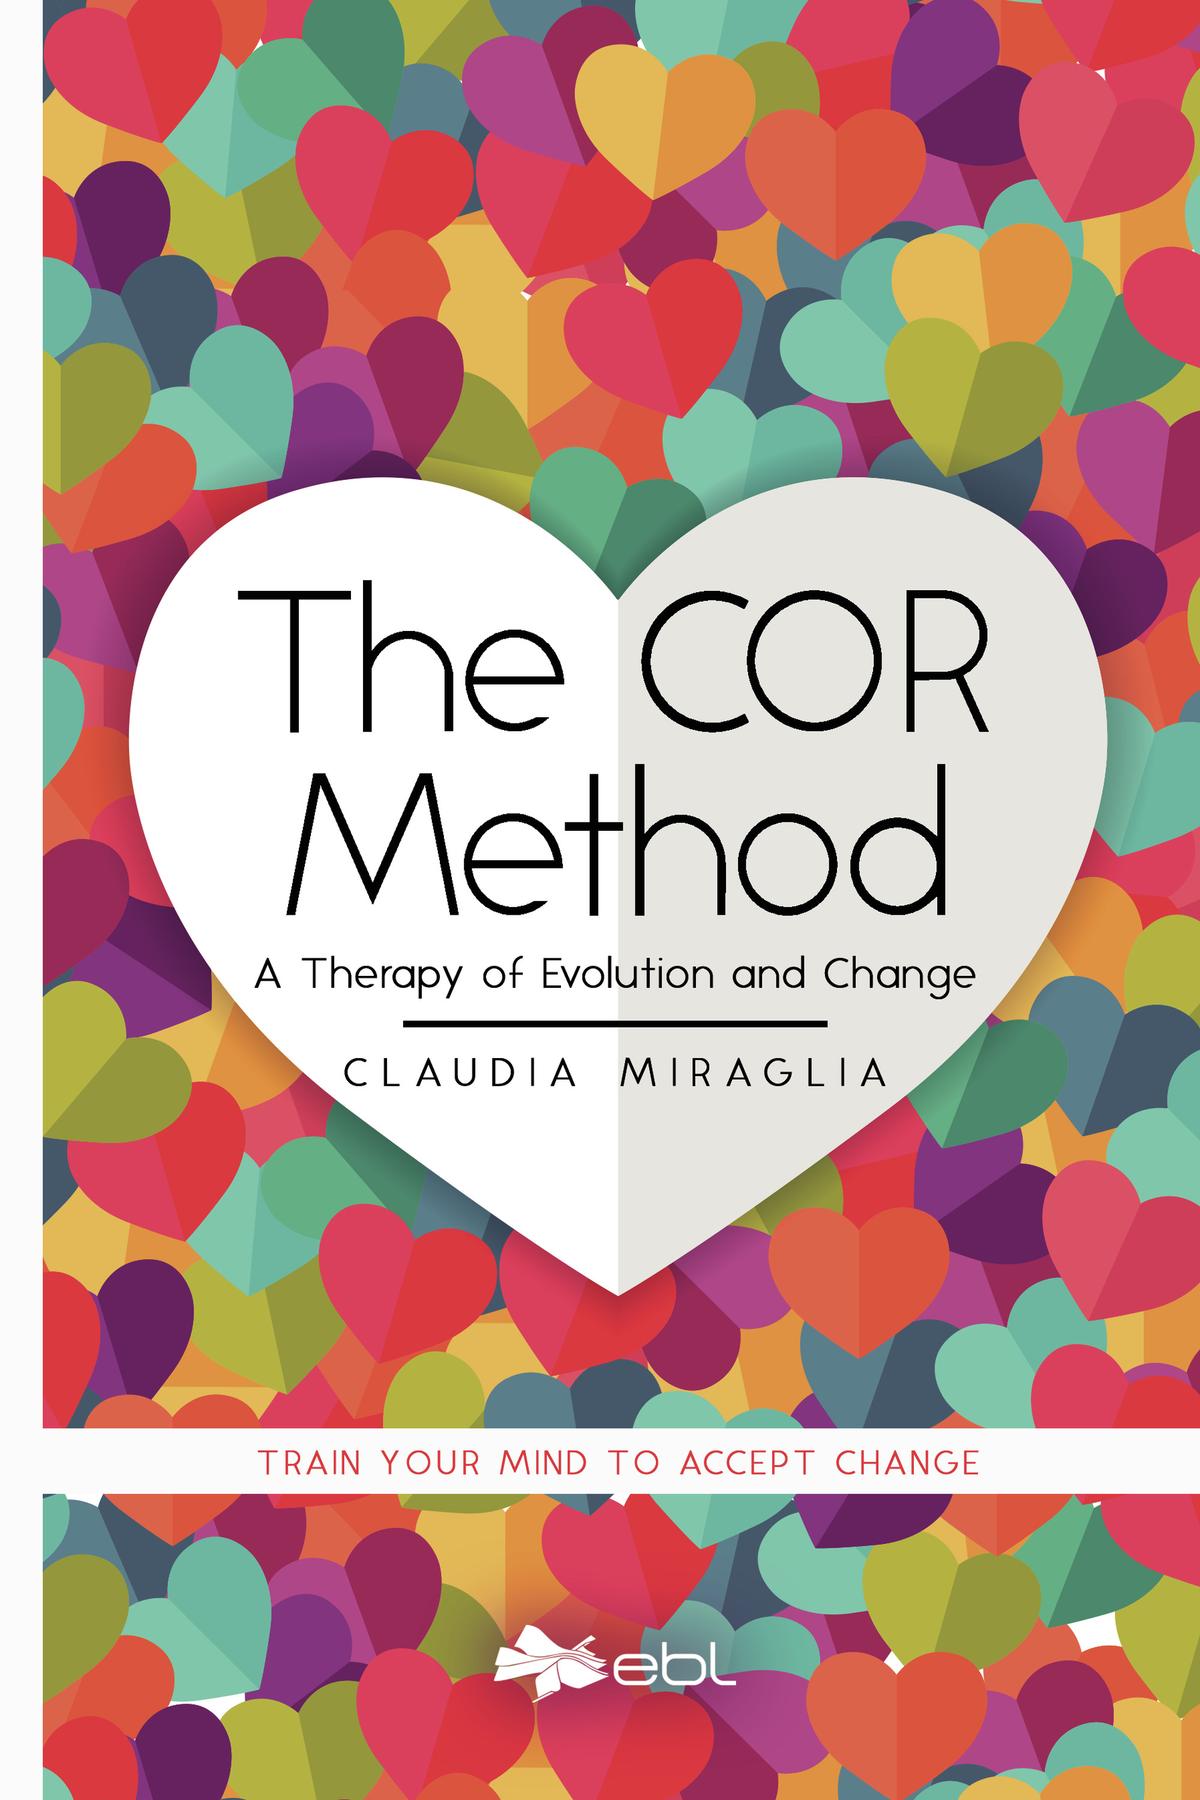 The COR
Method
A Therapy of Evolution and Change
CLAUDIA MIRAGLIA
TRAIN YOUR MIND TO ACCEPT CHANGE
ebl